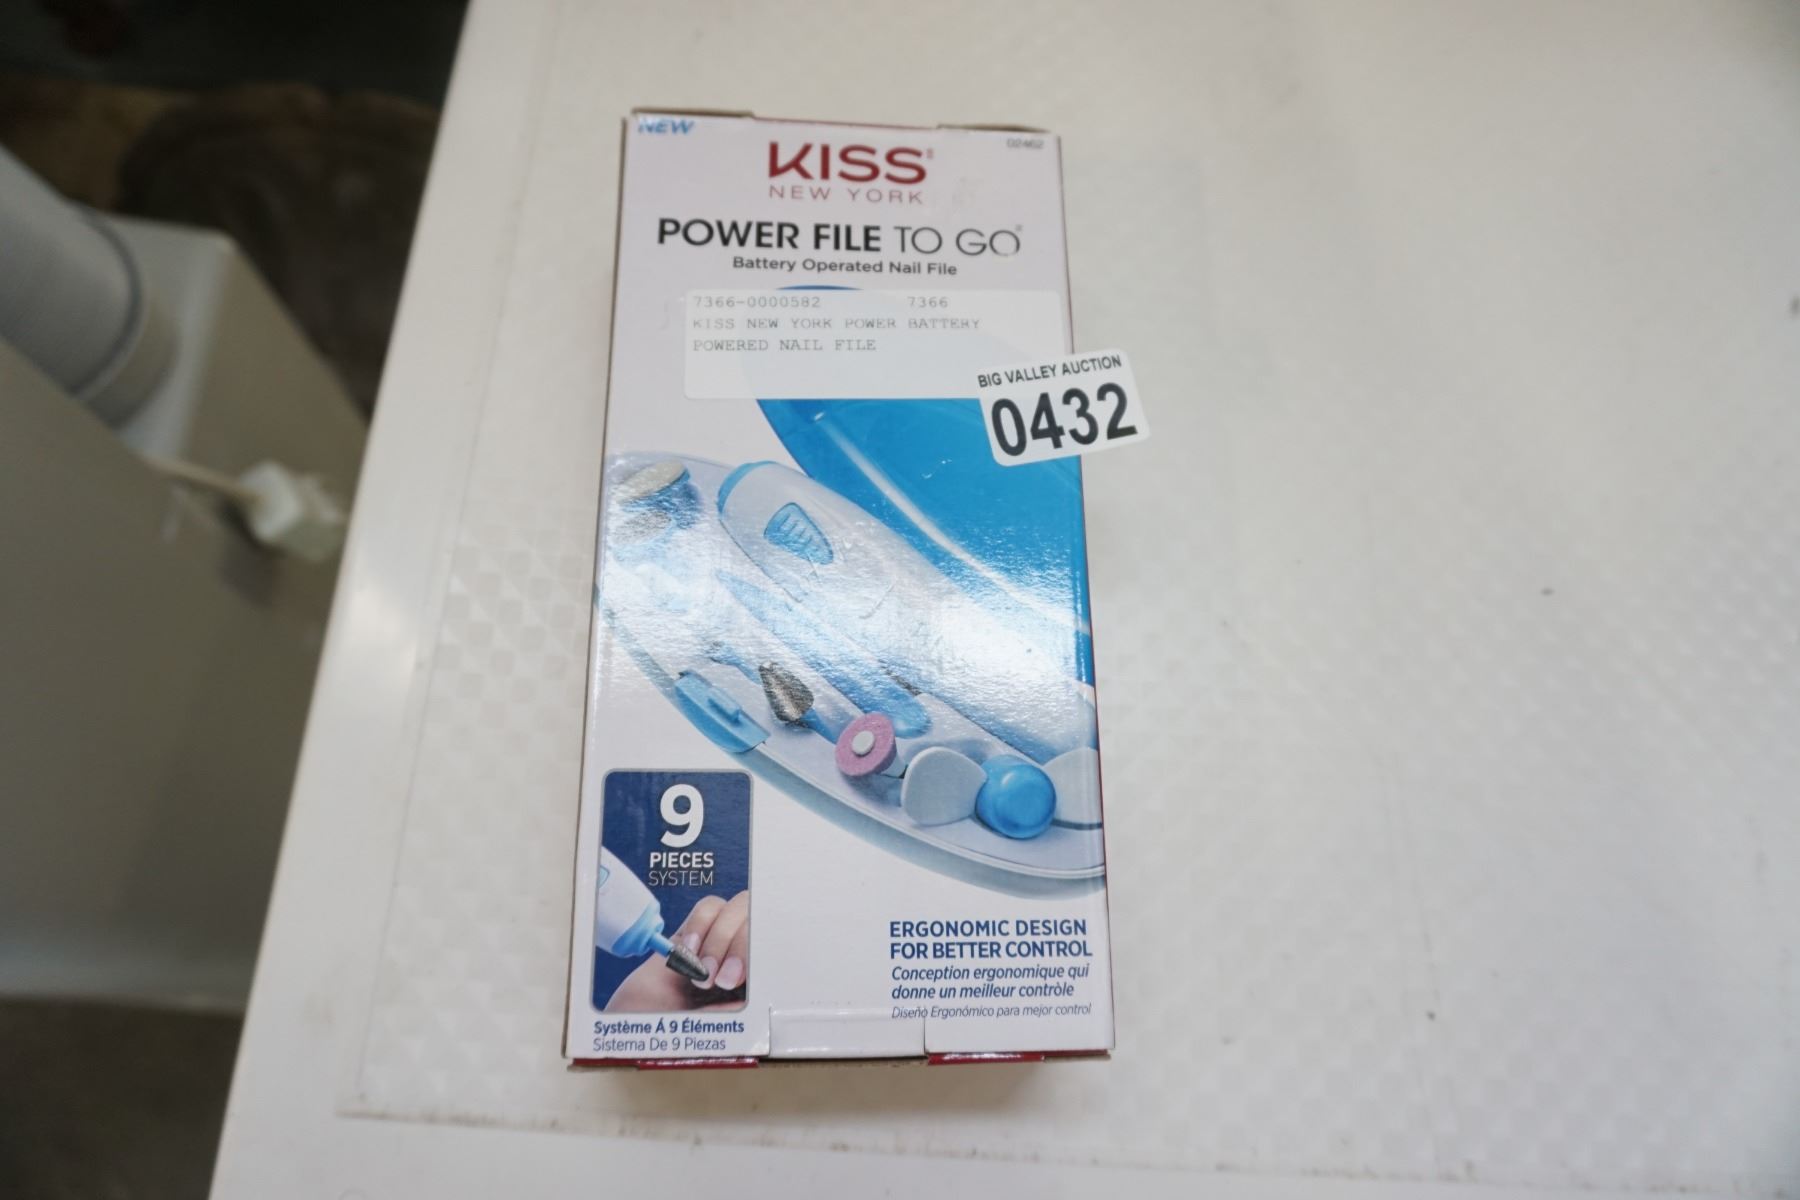 NEW
02462
KISS
NEW YORK
POWER FILE TO GO
Battery Operated Nail File
7366-0000582 7366
KISS NEW YORK POWER BATTERY
POWERED NAIL FILE
BIG VALLEY AUCTION
0432
9
PIECES
SYSTEM
Système Á 9 Éléments
Sistema De 9 Piezas
ERGONOMIC DESIGN
FOR BETTER CONTROL
Conception ergonomique qui
donne un meilleur contrôle
Diseño Ergonómico para mejor control